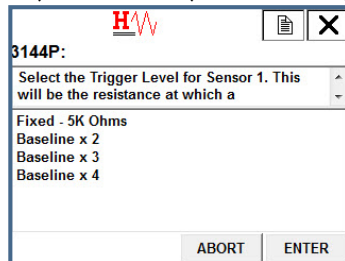 H
3144P:
Select the Trigger Level for Sensor 1. This
will be the resistance at which a
Fixed - 5K Ohms
Baseline x 2
Baseline x 3
Baseline x 4
ABORT
ENTER